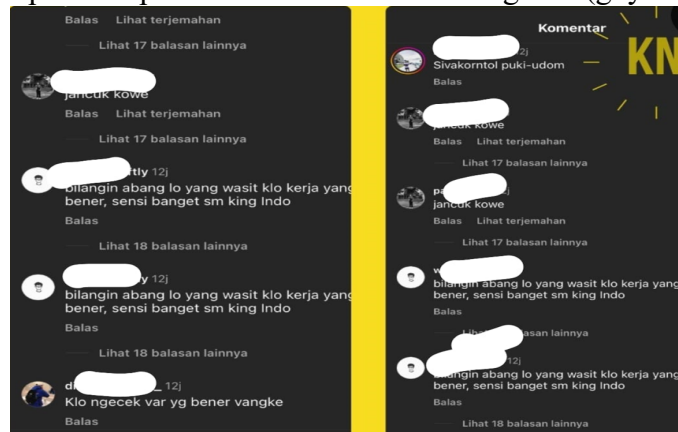 Balas Lihat terjemahan
Lihat 17 balasan lainnya
jancuk kowe
Balas Lihat terjemahan
Lihat 17 balasan lainnya
tly 12j
bilangin abang lo yang wasit klo kerja yang
bener, sensi banget sm king Indo
Balas
Lihat 18 balasan lainnya
y 12j
bilangin abang lo yang wasit klo kerja yang
bener, sensi banget sm king Indo
Balas
Lihat 18 balasan lainnya
di _ 12j
Klo ngecek var yg bener vangke
Balas
Komentar
KN
2j
Sivakorntol puki-udom
Balas
jancuk kowe
Balas Lihat terjemahan
Lihat 17 balasan lainnya
pa j
jancuk kowe
Balas Lihat terjemahan
Lihat 17 balasan lainnya
w
bilangin abang lo yang wasit klo kerja yang
bener, sensi banget sm king Indo
Balas
Lihat balasan lainnya
12j
bilangin abang lo yang wasit klo kerja yang
bener, sensi banget sm king Indo
Balas
Lihat 18 balasan lainnya